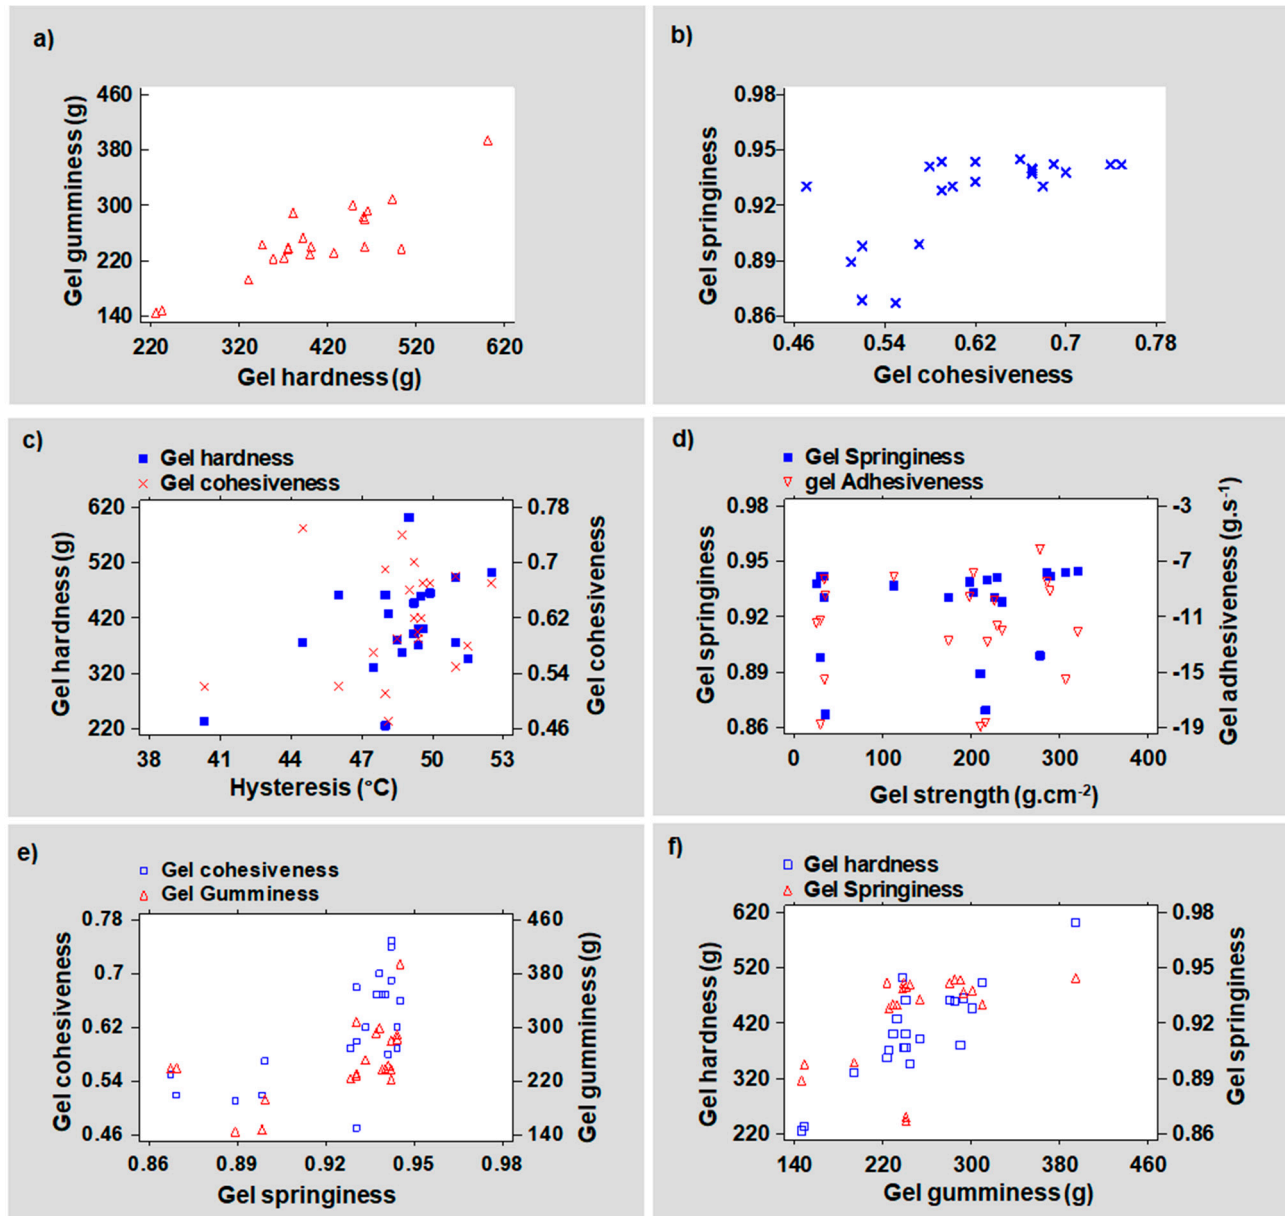 a)
460
380
300
220
140
Gel gumminess (g)
220 320 420 520 620
Gel hardness (g)
b)
0.98
0.95
0.92
0.89
0.86
Gel springiness
0.46 0.54 0.62 0.7 0.78
Gel cohesiveness
c)
Gel hardness
Gel cohesiveness
620
520
420
320
220
Gel hardness (g)
0.78
0.7
0.62
0.54
0.46
Gel cohesiveness
38 41 44 47 50 53
Hysteresis (°C)
d)
Gel Springiness
gel Adhesiveness
0.98
0.95
0.92
0.89
0.86
Gel springiness
-3
-7
-11
-15
-19
Gel adhesiveness (g.s⁻¹)
0 100 200 300 400
Gel strength (g.cm⁻²)
e)
Gel cohesiveness
Gel Gumminess
0.78
0.7
0.62
0.54
0.46
Gel cohesiveness
460
380
300
220
140
Gel gumminess (g)
0.86 0.89 0.92 0.95 0.98
Gel springiness
f)
Gel hardness
Gel Springiness
620
520
420
320
220
Gel hardness (g)
0.98
0.95
0.92
0.89
0.86
Gel springiness
140 220 300 380 460
Gel gumminess (g)